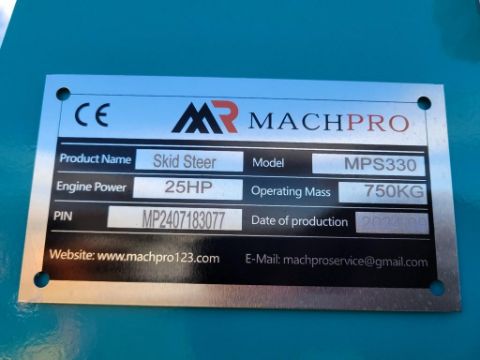 CE MR MACHPRO
Product Name Skid Steer Model MPS330
Engine Power 25HP Operating Mass 750KG
PIN MP2407183077 Date of production
Website: www.machpro123.com E-Mail: machproservice@gmail.com